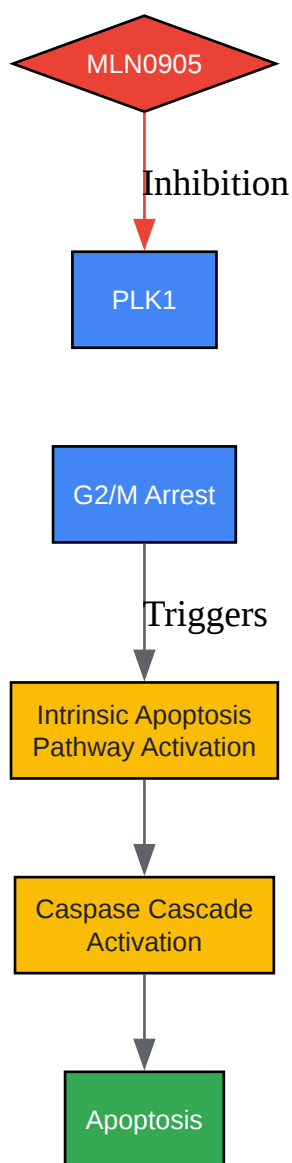 MLN0905
Inhibition
PLK1
G2/M Arrest
Triggers
Intrinsic Apoptosis
Pathway Activation
Caspase Cascade
Activation
Apoptosis